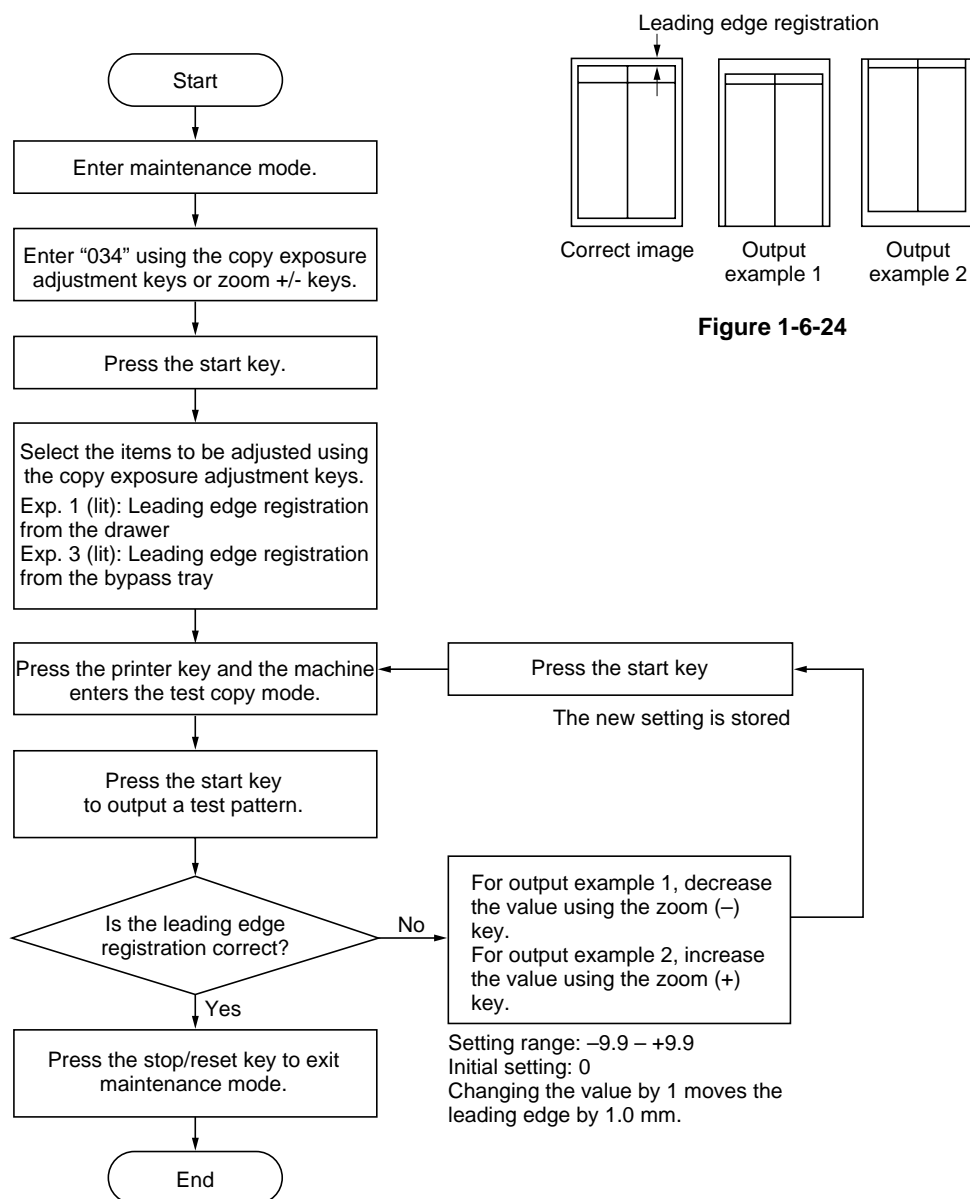 Start
Enter maintenance mode.
Enter “034” using the copy exposure
adjustment keys or zoom +/- keys.
Press the start key.
Select the items to be adjusted using
the copy exposure adjustment keys.
Exp. 1 (lit): Leading edge registration
from the drawer
Exp. 3 (lit): Leading edge registration
from the bypass tray
Press the printer key and the machine
enters the test copy mode.
Press the start key
to output a test pattern.
Is the leading edge
registration correct?
No
Yes
Press the stop/reset key to exit
maintenance mode.
End
Press the start key
The new setting is stored
For output example 1, decrease
the value using the zoom (–)
key.
For output example 2, increase
the value using the zoom (+)
key.
Setting range: –9.9 – +9.9
Initial setting: 0
Changing the value by 1 moves the
leading edge by 1.0 mm.
Leading edge registration
Correct image
Output
example 1
Output
example 2
Figure 1-6-24